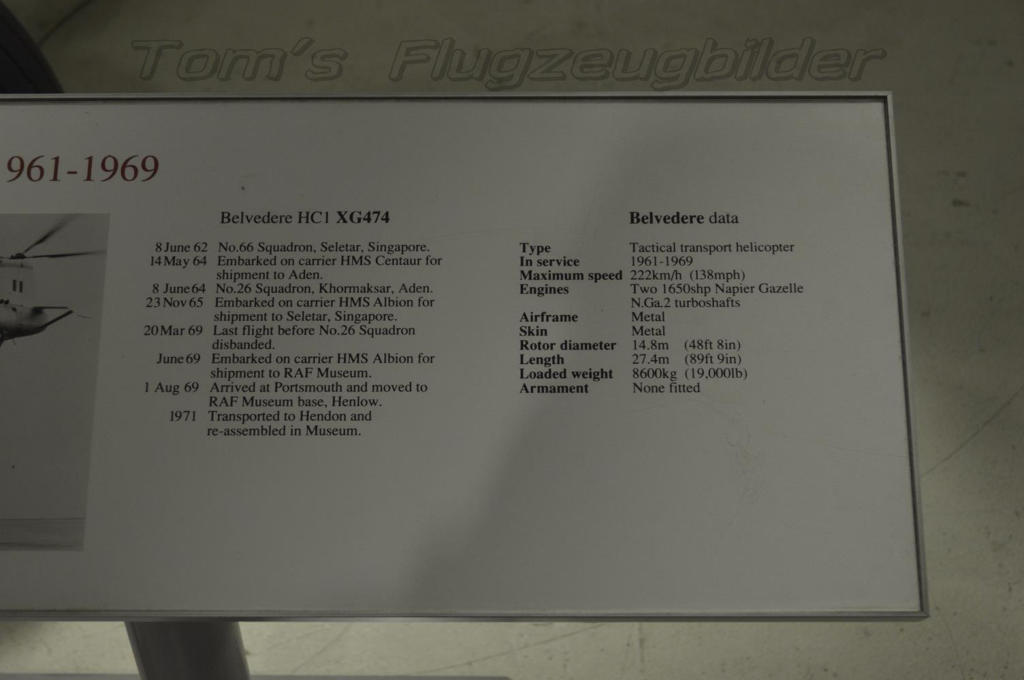 Tom's Flugzeugbilder
961-1969
Belvedere HC1 XG474
8 June 62 No.66 Squadron, Seletar, Singapore.
14 May 64 Embarked on carrier HMS Centaur for
shipment to Aden.
8 June 64 No.26 Squadron, Khormaksar, Aden.
23 Nov 65 Embarked on carrier HMS Albion for
shipment to Seletar, Singapore.
20 Mar 69 Last flight before No.26 Squadron
disbanded.
June 69 Embarked on carrier HMS Albion for
shipment to RAF Museum.
1 Aug 69 Arrived at Portsmouth and moved to
RAF Museum base, Henlow.
1971 Transported to Hendon and
re-assembled in Museum.
Belvedere data
Type Tactical transport helicopter
In service 1961-1969
Maximum speed 222km/h (138mph)
Engines Two 1650shp Napier Gazelle
N.Ga.2 turboshafts
Airframe Metal
Skin Metal
Rotor diameter 14.8m (48ft 8in)
Length 27.4m (89ft 9in)
Loaded weight 8600kg (19,000lb)
Armament None fitted